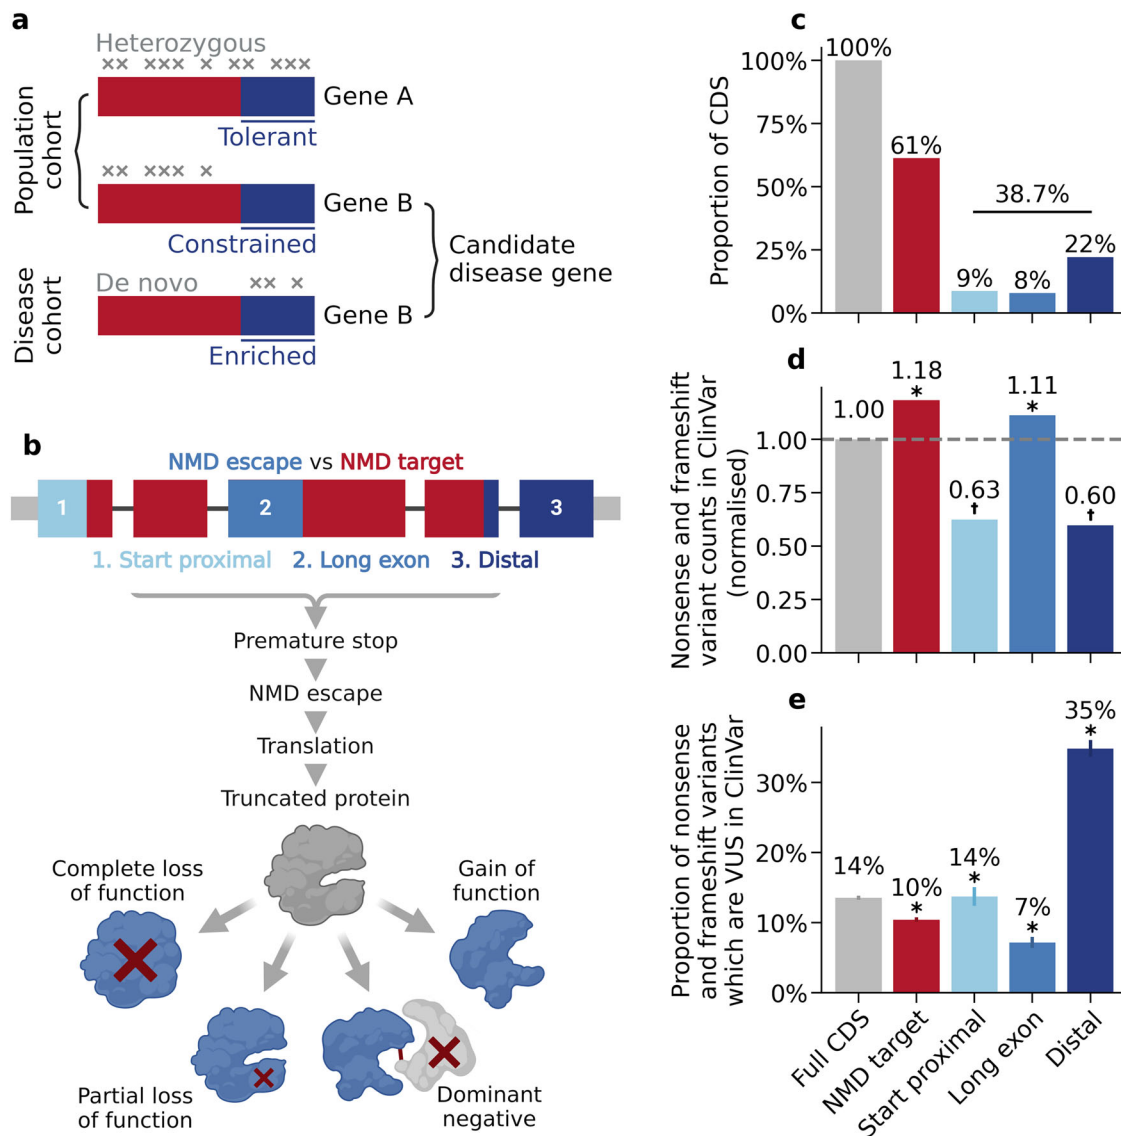 a
Heterozygous
×× ××× × ×× ×××
Gene A
Tolerant
Population
cohort
×× ××× ×
Gene B
Constrained
Candidate
disease gene
Disease
cohort
De novo
×× ×
Gene B
Enriched
b
NMD escape vs NMD target
1
2
3
1. Start proximal
2. Long exon
3. Distal
Premature stop
NMD escape
Translation
Truncated protein
Complete loss
of function
Gain of
function
Partial loss
of function
Dominant
negative
c
Proportion of CDS
100%
75%
50%
25%
0%
100%
61%
9%
8%
22%
38.7%
d
Nonsense and frameshift
variant counts in ClinVar
(normalised)
1.00
0.75
0.50
0.25
0.00
1.00
1.18
*
0.63
†
1.11
*
0.60
†
e
Proportion of nonsense
and frameshift variants
which are VUS in ClinVar
30%
20%
10%
0%
14%
10%
*
14%
*
7%
*
35%
*
Full CDS
NMD target
Start proximal
Long exon
Distal